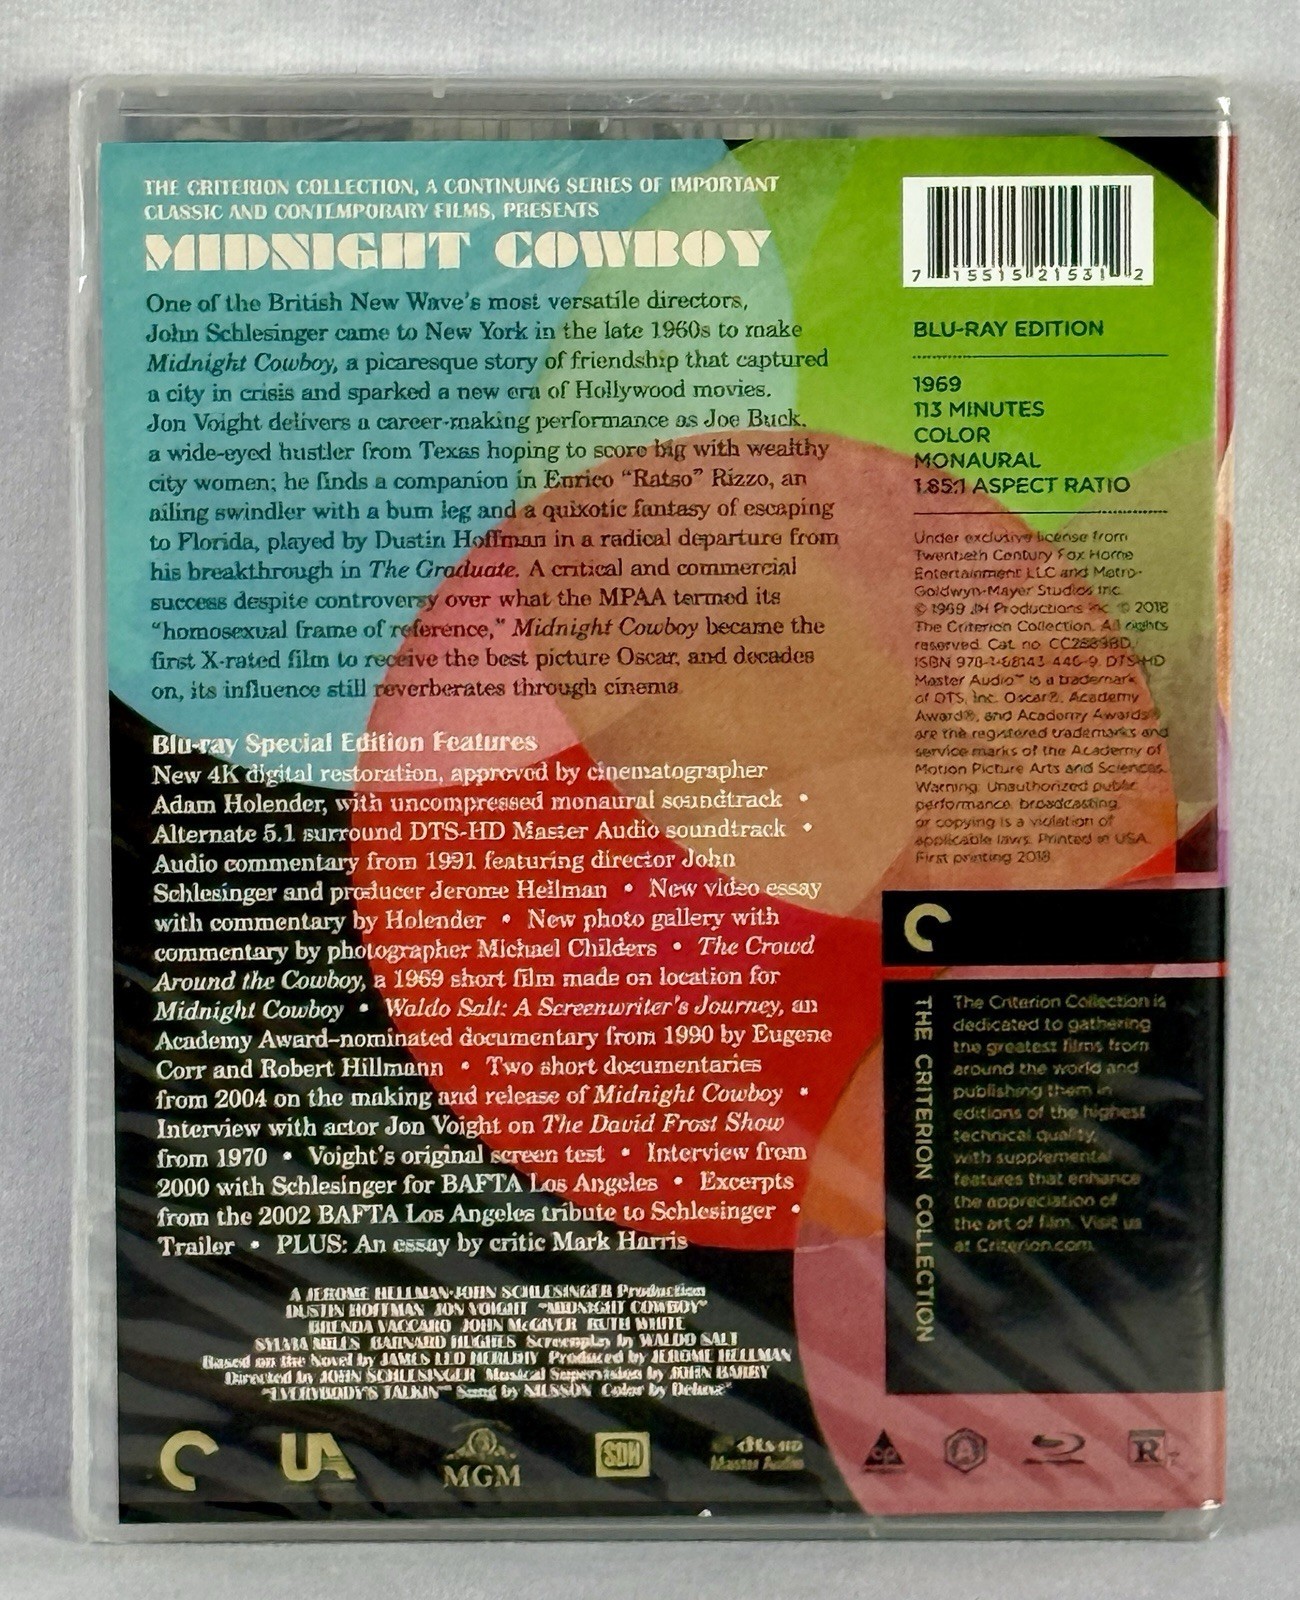 THE CRITERION COLLECTION, A CONTINUING SERIES OF IMPORTANT
CLASSIC AND CONTEMPORARY FILMS, PRESENTS
MIDNIGHT COWBOY
One of the British New Wave's most versatile directors,
John Schlesinger came to New York in the late 1960s to make
Midnight Cowboy, a picaresque story of friendship that captured
a city in crisis and sparked a new era of Hollywood movies.
Jon Voight delivers a career-making performance as Joe Buck,
a wide-eyed hustler from Texas hoping to score big with wealthy
city women; he finds a companion in Enrico “Ratso” Rizzo, an
ailing swindler with a bum leg and a quixotic fantasy of escaping
to Florida, played by Dustin Hoffman in a radical departure from
his breakthrough in The Graduate. A critical and commercial
success despite controversy over what the MPAA termed its
“homosexual frame of reference,” Midnight Cowboy became the
first X-rated film to receive the best picture Oscar, and decades
on, its influence still reverberates through cinema.
Blu-ray Special Edition Features
New 4K digital restoration, approved by cinematographer
Adam Holender, with uncompressed monaural soundtrack •
Alternate 5.1 surround DTS-HD Master Audio soundtrack •
Audio commentary from 1991 featuring director John
Schlesinger and producer Jerome Hellman • New video essay
with commentary by Holender • New photo gallery with
commentary by photographer Michael Childers • The Crowd
Around the Cowboy, a 1969 short film made on location for
Midnight Cowboy • Waldo Salt: A Screenwriter's Journey, an
Academy Award–nominated documentary from 1990 by Eugene
Corr and Robert Hillmann • Two short documentaries
from 2004 on the making and release of Midnight Cowboy •
Interview with actor Jon Voight on The David Frost Show
from 1970 • Voight's original screen test • Interview from
2000 with Schlesinger for BAFTA Los Angeles • Excerpts
from the 2002 BAFTA Los Angeles tribute to Schlesinger •
Trailer • PLUS: An essay by critic Mark Harris
A JEROME HELLMAN-JOHN SCHLESINGER Production
DUSTIN HOFFMAN JON VOIGHT “MIDNIGHT COWBOY”
BRENDA VACCARO JOHN McGIVER RUTH WHITE
SYLVIA MILES BARNARD HUGHES Screenplay by WALDO SALT
Based on the Novel by JAMES LEO HERLIHY Produced by JEROME HELLMAN
Directed by JOHN SCHLESINGER Musical Supervision by JOHN BARRY
“EVERYBODY'S TALKIN'” Sung by NILSSON Color by Deluxe®
UA
MGM
SDH
dts-HD
Master Audio
7 15515 21531 2
BLU-RAY EDITION
1969
113 MINUTES
COLOR
MONAURAL
1.85:1 ASPECT RATIO
Under exclusive license from
Twentieth Century Fox Home
Entertainment LLC and Metro-
Goldwyn-Mayer Studios Inc.
© 1969 JH Productions Inc. © 2018
The Criterion Collection. All rights
reserved. Cat. no. CC2889BD.
ISBN 978-1-68143-446-9. DTS-HD
Master Audio™ is a trademark
of DTS, Inc. Oscar®, Academy
Award®, and Academy Awards®
are the registered trademarks and
service marks of the Academy of
Motion Picture Arts and Sciences.
Warning: Unauthorized public
performance, broadcasting,
or copying is a violation of
applicable laws. Printed in USA.
First printing 2018.
THE CRITERION COLLECTION
The Criterion Collection is
dedicated to gathering
the greatest films from
around the world and
publishing them in
editions of the highest
technical quality,
with supplemental
features that enhance
the appreciation of
the art of film. Visit us
at Criterion.com.
A
R